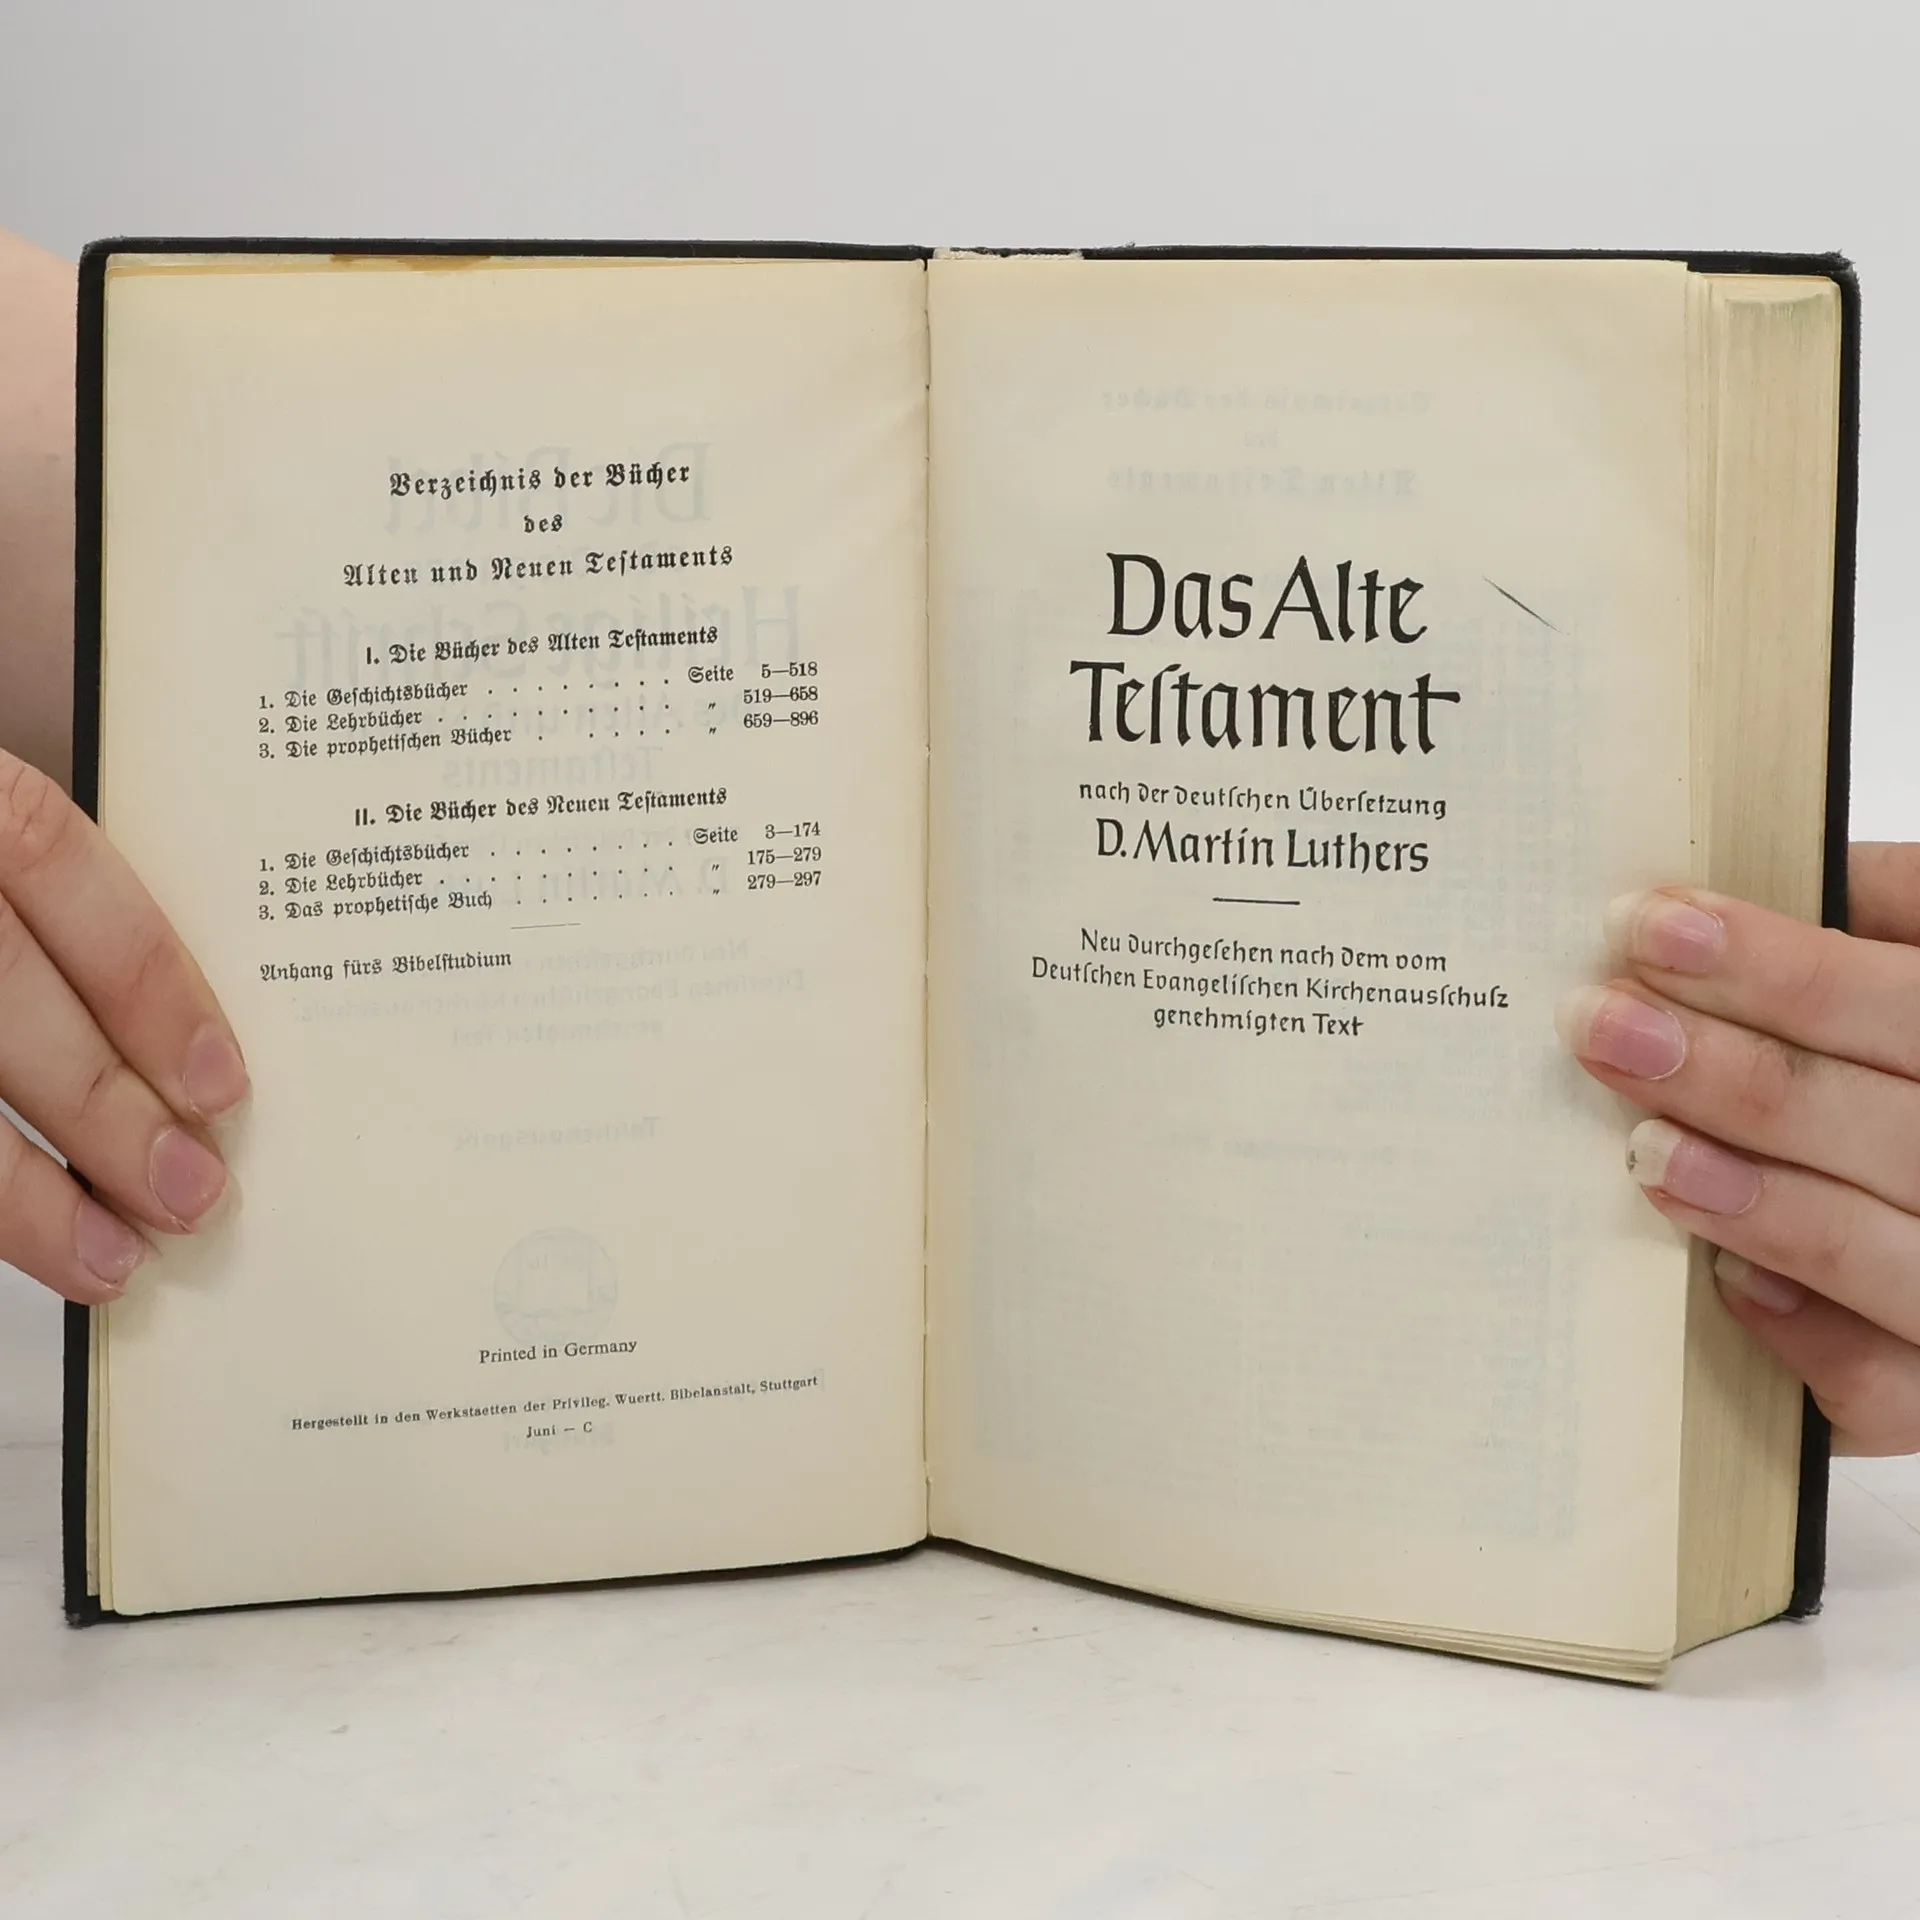 Verzeichnis der Bücher
des
Alten und Neuen Teſtaments
I. Die Bücher des Alten Teſtaments
1. Die Geſchichtsbücher . . . . . . . . Seite 5—518
2. Die Lehrbücher . . . . . . . . . . „ 519—658
3. Die prophetiſchen Bücher . . . . . „ 659—896
II. Die Bücher des Neuen Teſtaments
1. Die Geſchichtsbücher . . . . . . . . Seite 3—174
2. Die Lehrbücher . . . . . . . . . . „ 175—279
3. Das prophetiſche Buch . . . . . . . „ 279—297
Anhang fürs Bibelſtudium
Printed in Germany
Hergestellt in den Werkstaetten der Privileg. Wuertt. Bibelanstalt, Stuttgart
Juni — C
Das Alte
Teſtament
nach der deutſchen Überſetzung
D. Martin Luthers
Neu durchgeſehen nach dem vom
Deutſchen Evangeliſchen Kirchenausſchuſz
genehmigten Text